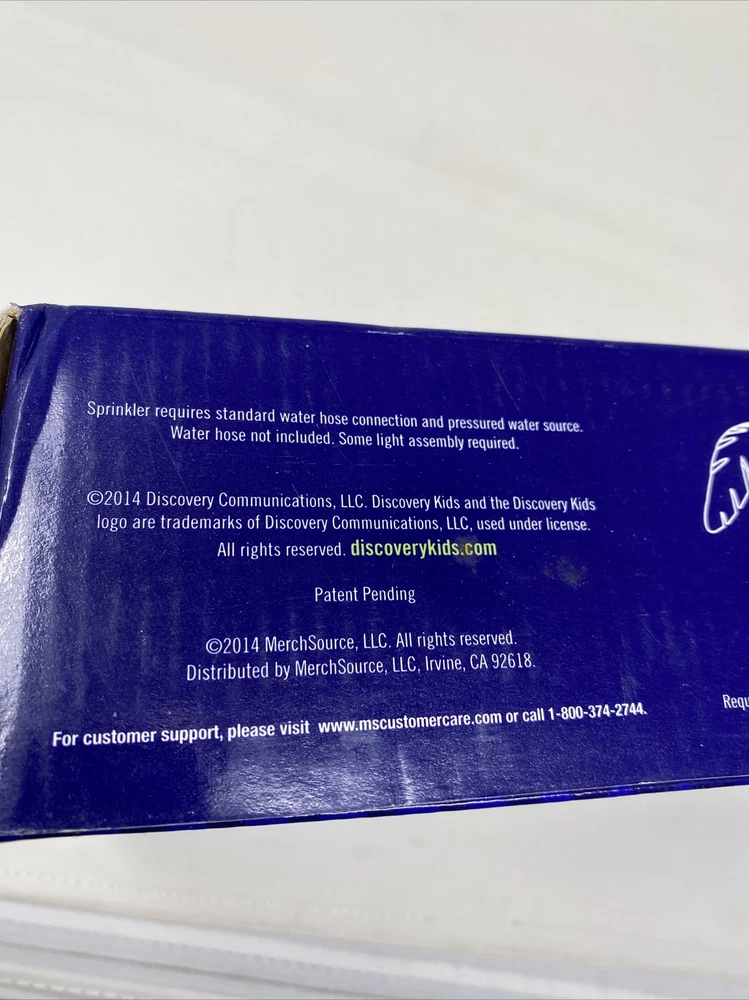 Sprinkler requires standard water hose connection and pressured water source.
Water hose not included. Some light assembly required.
©2014 Discovery Communications, LLC. Discovery Kids and the Discovery Kids
logo are trademarks of Discovery Communications, LLC, used under license.
All rights reserved. discoverykids.com
Patent Pending
©2014 MerchSource, LLC. All rights reserved.
Distributed by MerchSource, LLC, Irvine, CA 92618.
For customer support, please visit www.mscustomercare.com or call 1-800-374-2744.